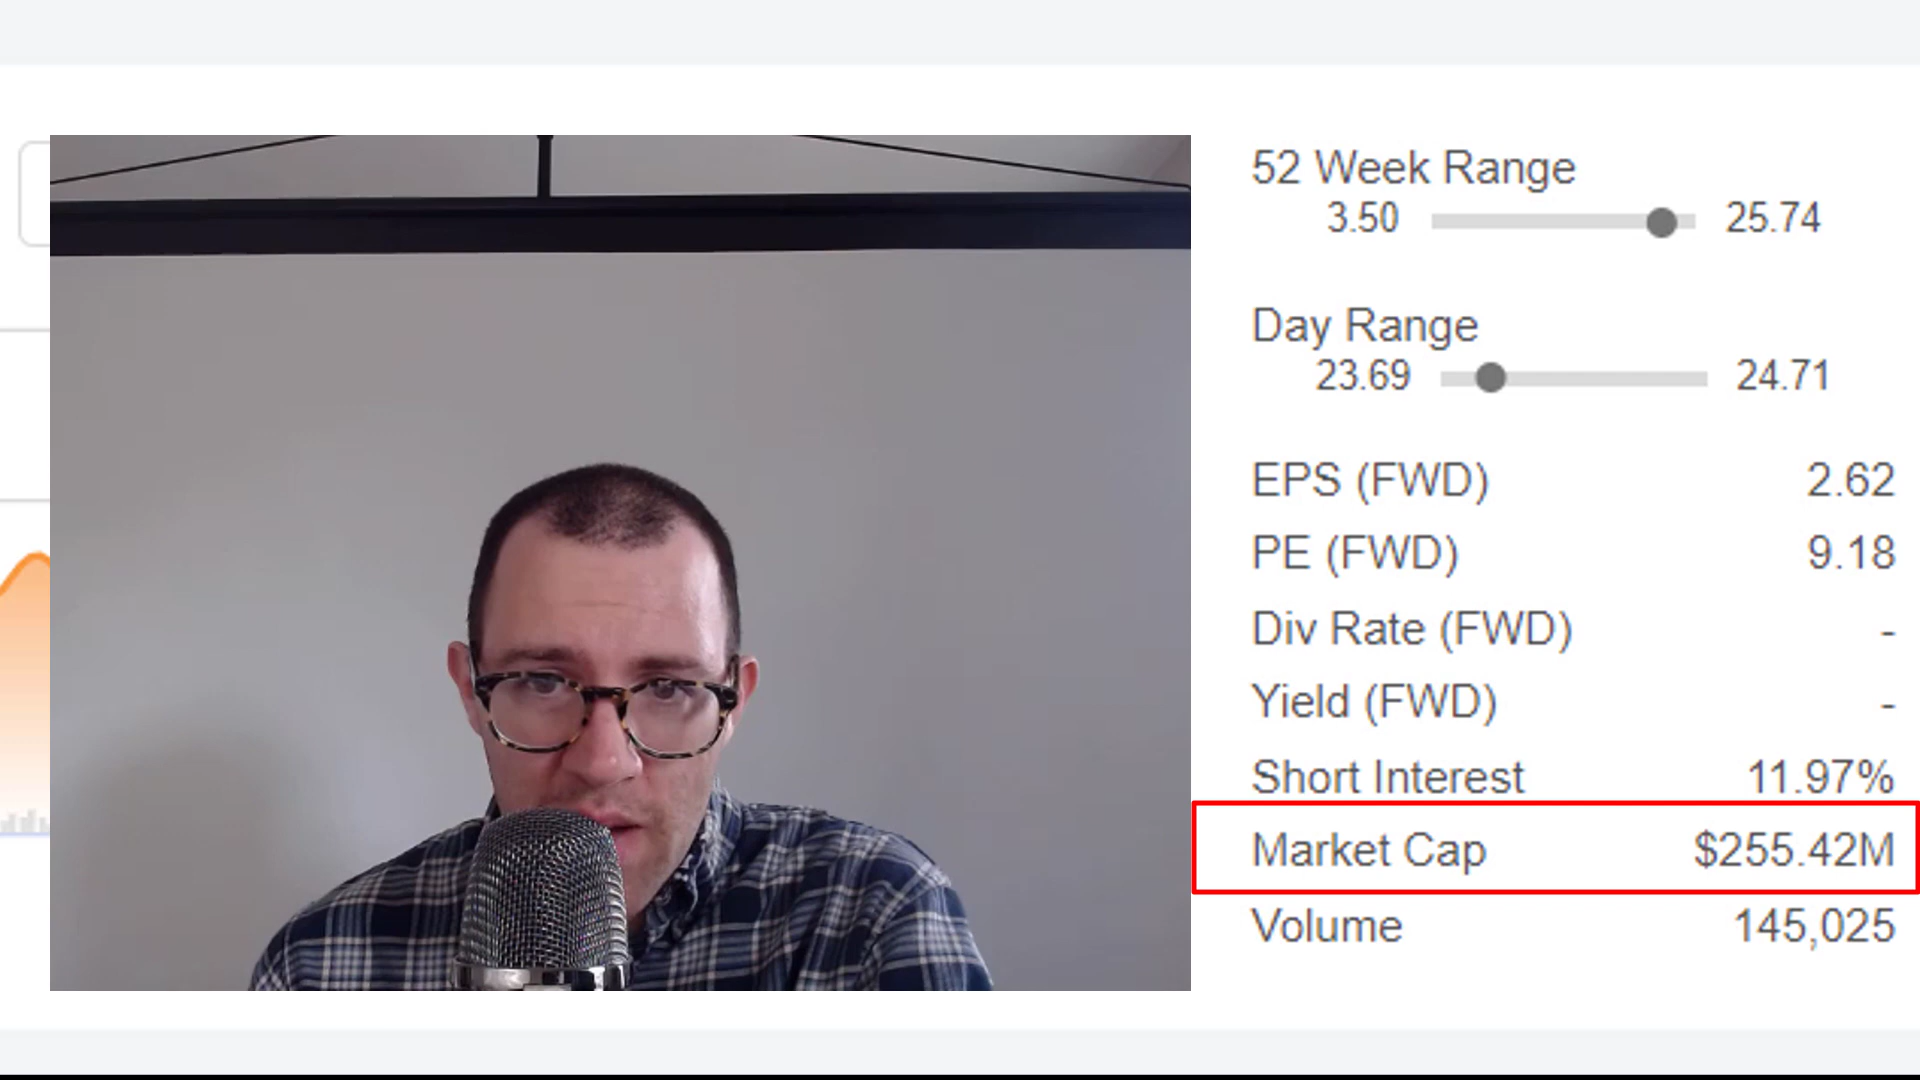 52 Week Range
3.50 25.74
Day Range
23.69 24.71
EPS (FWD) 2.62
PE (FWD) 9.18
Div Rate (FWD) -
Yield (FWD) -
Short Interest 11.97%
Market Cap $255.42M
Volume 145,025